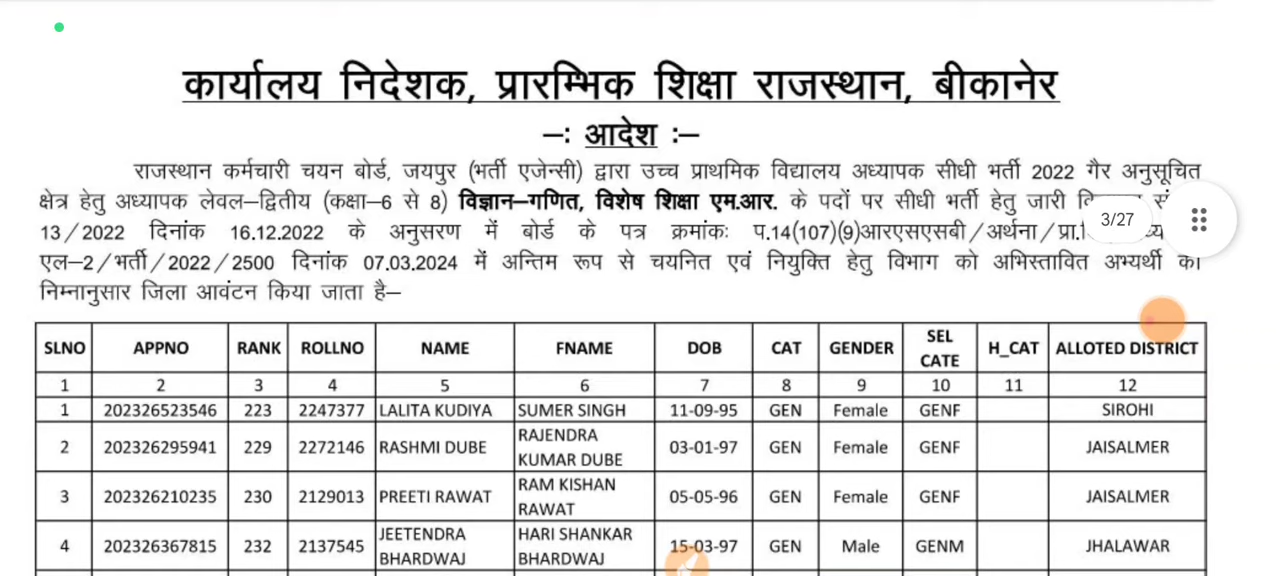 कार्यालय निदेशक, प्रारम्भिक शिक्षा राजस्थान, बीकानेर
–: आदेश :–
राजस्थान कर्मचारी चयन बोर्ड, जयपुर (भर्ती एजेन्सी) द्वारा उच्च प्राथमिक विद्यालय अध्यापक सीधी भर्ती 2022 गैर अनुसूचित
क्षेत्र हेतु अध्यापक लेवल–द्वितीय (कक्षा–6 से 8) विज्ञान–गणित, विशेष शिक्षा एम.आर. के पदों पर सीधी भर्ती हेतु जारी
3/27
13/2022 दिनांक 16.12.2022 के अनुसरण में बोर्ड के पत्र क्रमांकः प.14(107)(9)आरएसएसबी/अर्थना/
एल–2/भर्ती/2022/2500 दिनांक 07.03.2024 में अन्तिम रूप से चयनित एवं नियुक्ति हेतु विभाग को अभिस्तावित अभ्यर्थी का
निम्नानुसार जिला आवंटन किया जाता है–
SLNO APPNO RANK ROLLNO NAME FNAME DOB CAT GENDER SEL CATE H_CAT ALLOTED DISTRICT
1 2 3 4 5 6 7 8 9 10 11 12
1 202326523546 223 2247377 LALITA KUDIYA SUMER SINGH 11-09-95 GEN Female GENF SIROHI
2 202326295941 229 2272146 RASHMI DUBE RAJENDRA KUMAR DUBE 03-01-97 GEN Female GENF JAISALMER
3 202326210235 230 2129013 PREETI RAWAT RAM KISHAN RAWAT 05-05-96 GEN Female GENF JAISALMER
4 202326367815 232 2137545 JEETENDRA BHARDWAJ HARI SHANKAR BHARDWAJ 15-03-97 GEN Male GENM JHALAWAR